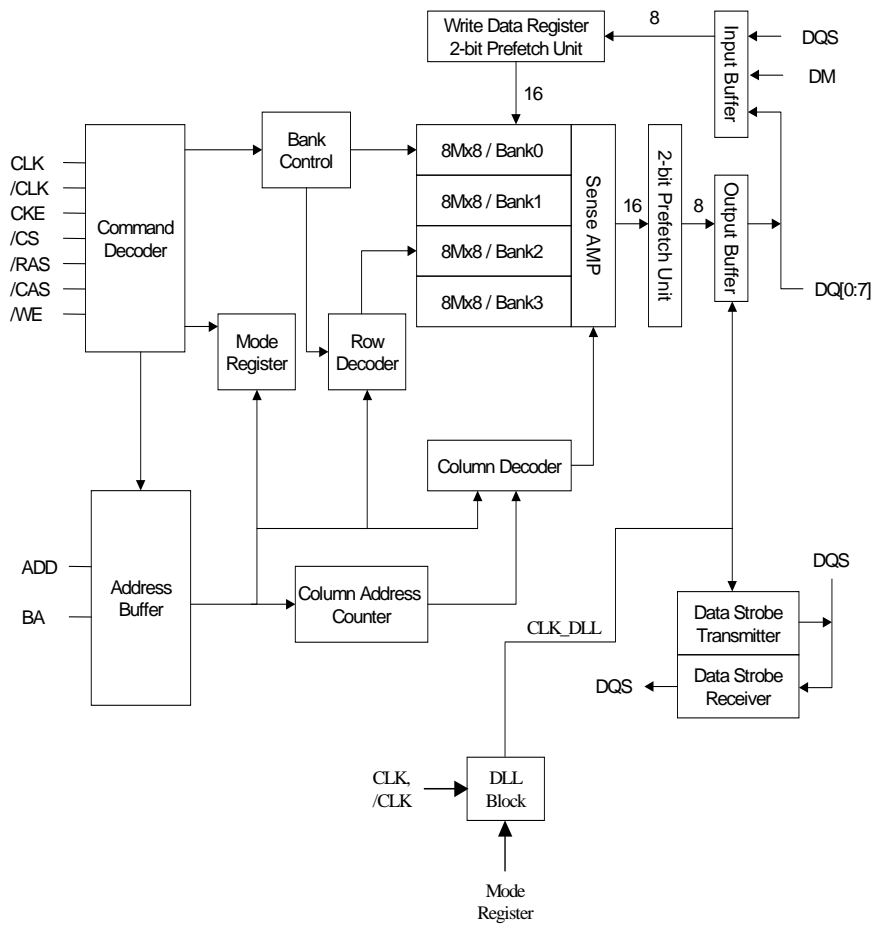 Write Data Register
2-bit Prefetch Unit
8
Input Buffer
DQS
DM
16
Bank
Control
8Mx8 / Bank0
8Mx8 / Bank1
8Mx8 / Bank2
8Mx8 / Bank3
Sense AMP
16
2-bit Prefetch Unit
8
Output Buffer
DQ[0:7]
CLK
/CLK
CKE
/CS
/RAS
/CAS
/WE
Command
Decoder
Mode
Register
Row
Decoder
Column Decoder
ADD
BA
Address
Buffer
Column Address
Counter
CLK_DLL
DQS
Data Strobe
Transmitter
Data Strobe
Receiver
DQS
CLK,
/CLK
DLL
Block
Mode
Register